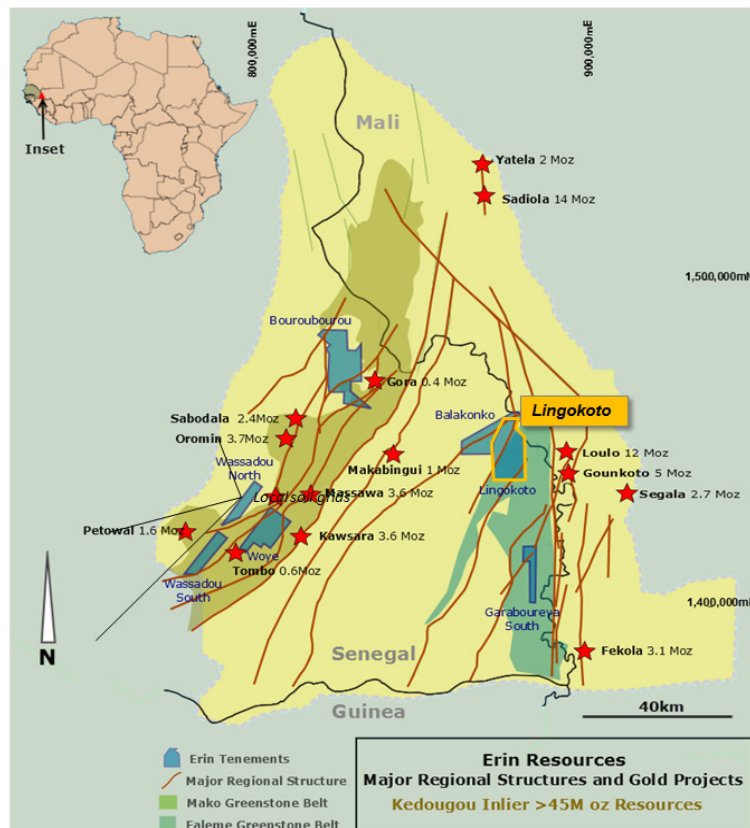 800,000mE
900,000mE
Inset
Mali
Yatela 2 Moz
Sadiola 14 Moz
1,500,000mN
Bouroubourou
Gora 0.4 Moz
Lingokoto
Sabodala 2.4Moz
Balakonko
Oromin 3.7Moz
Loulo 12 Moz
Wassadou
North
Makabingui 1 Moz
Gounkoto 5 Moz
Lingokoto
Massawa 3.6 Moz
Segala 2.7 Moz
Petowal 1.6 Moz
Kawsara 3.6 Moz
Woye
Tombo 0.6Moz
Wassadou
South
1,400,000mN
Garaboureya
South
N
Senegal
Fekola 3.1 Moz
Guinea
40km
Erin Tenements
Major Regional Structure
Mako Greenstone Belt
Faleme Greenstone Belt
Erin Resources
Major Regional Structures and Gold Projects
Kedougou Inlier >45M oz Resources